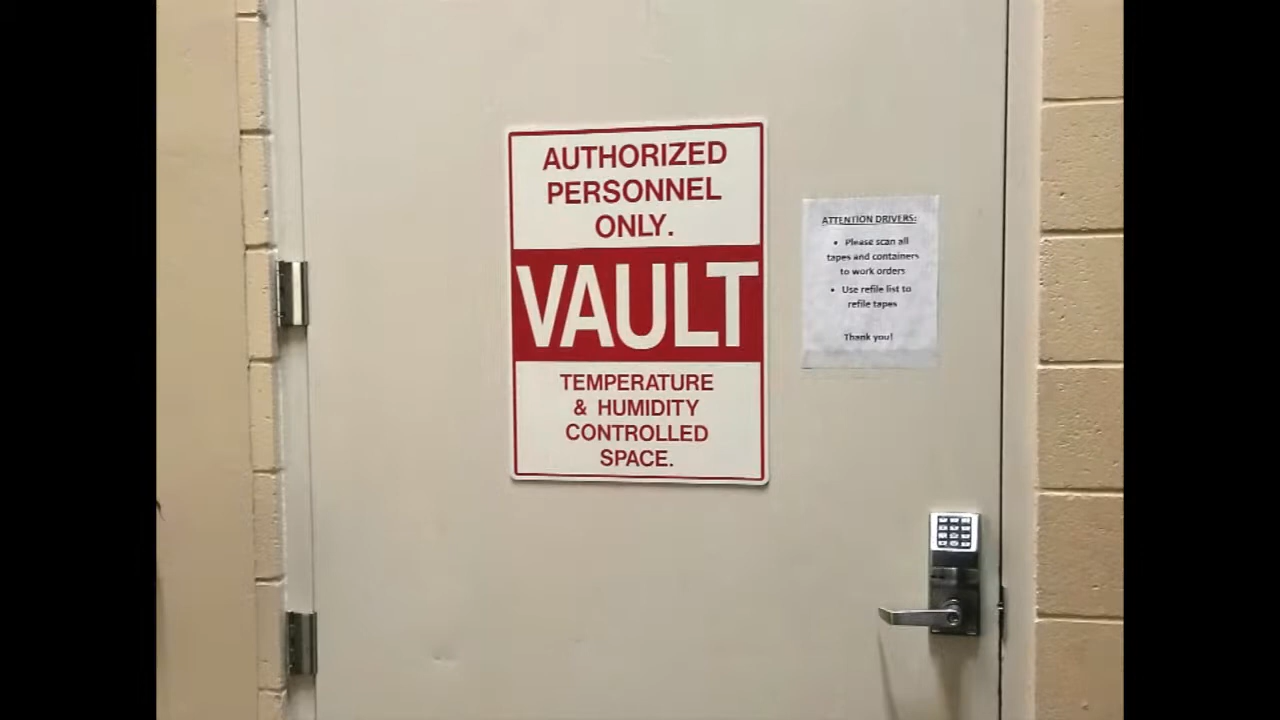 AUTHORIZED
PERSONNEL
ONLY.
VAULT
TEMPERATURE
& HUMIDITY
CONTROLLED
SPACE.
ATTENTION DRIVERS:
• Please scan all
tapes and containers
to work orders
• Use refile list to
refile tapes
Thank you!